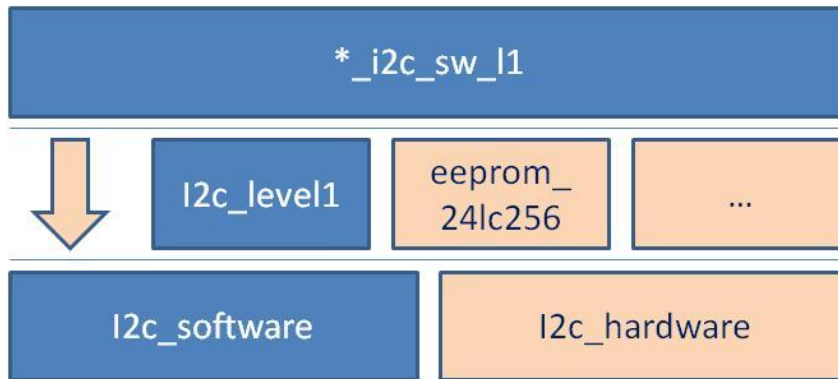 *_i2c_sw_l1
I2c_level1
eeprom_
24lc256
...
I2c_software
I2c_hardware